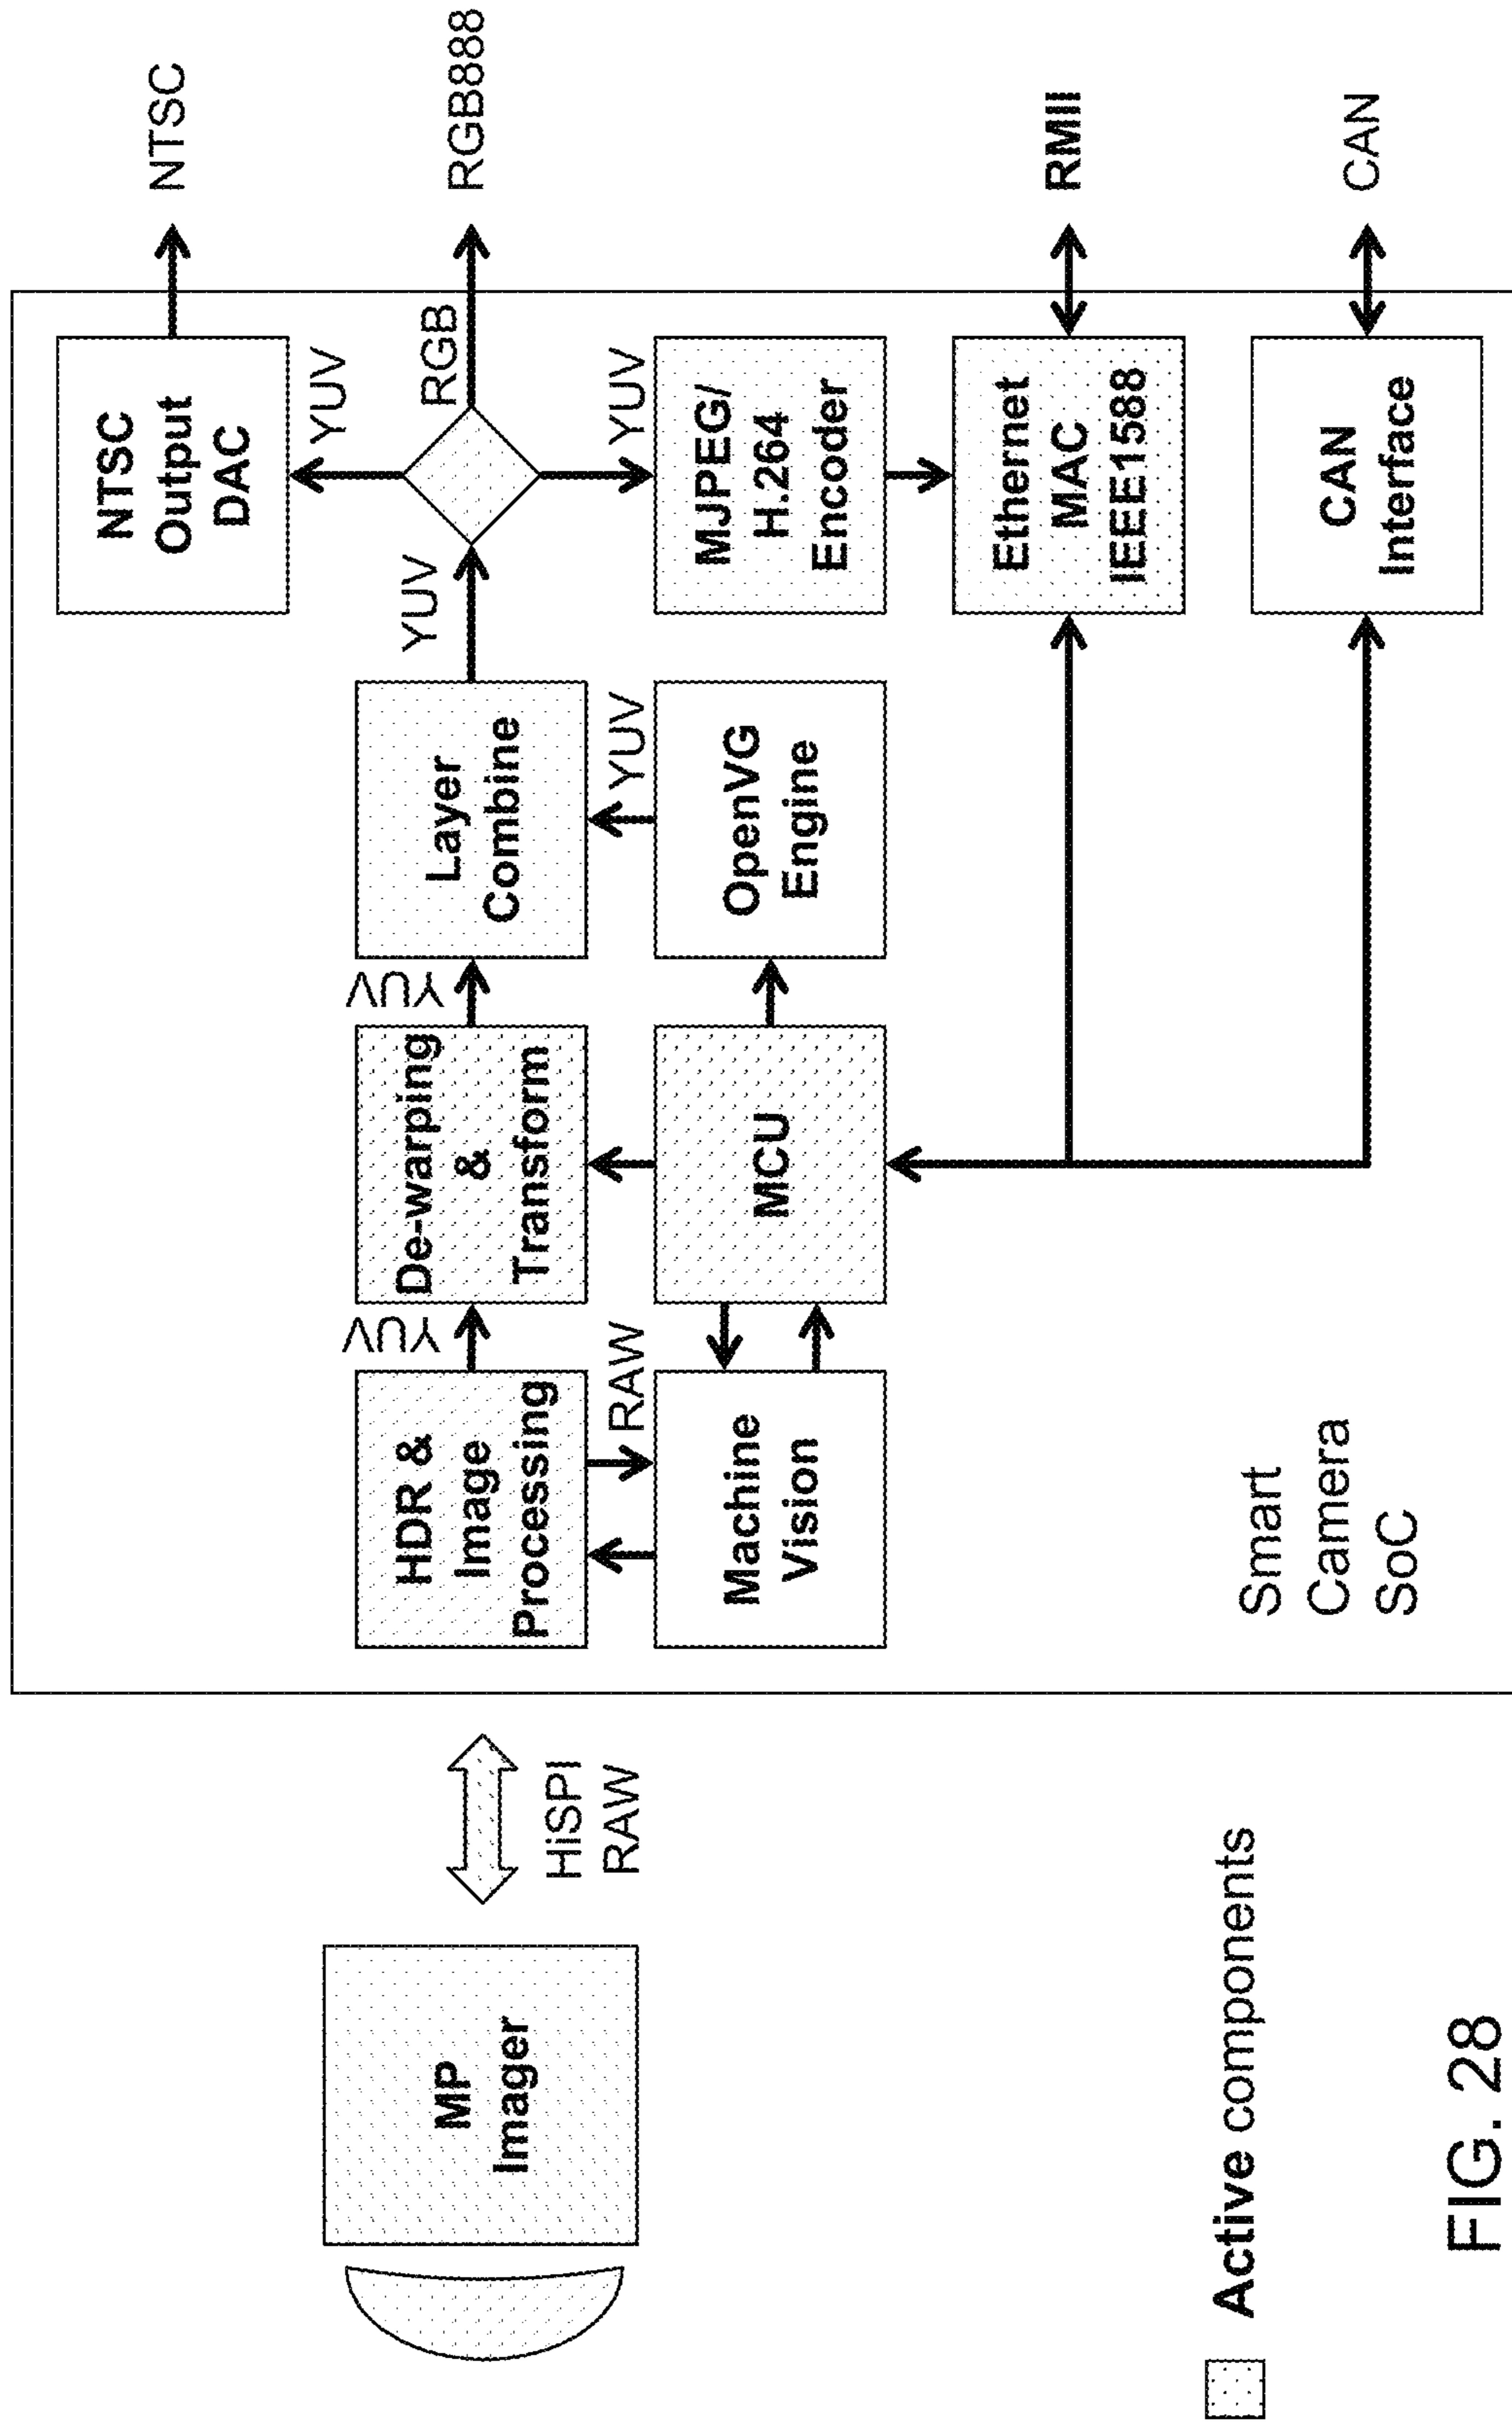 NTSC
NTSC
Output
DAC
YUV
RGB888
RGB
YUV
YUV
YUV
YUV
HDR &
Image
Processing
De-warping
&
Transform
Layer
Combine
RAW
YUV
MP
Imager
HiSPI
RAW
Machine
Vision
MCU
OpenVG
Engine
MJPEG/
H.264
Encoder
Ethernet
MAC
IEEE1588
RMII
CAN
Interface
CAN
Smart
Camera
SoC
Active components
FIG. 28